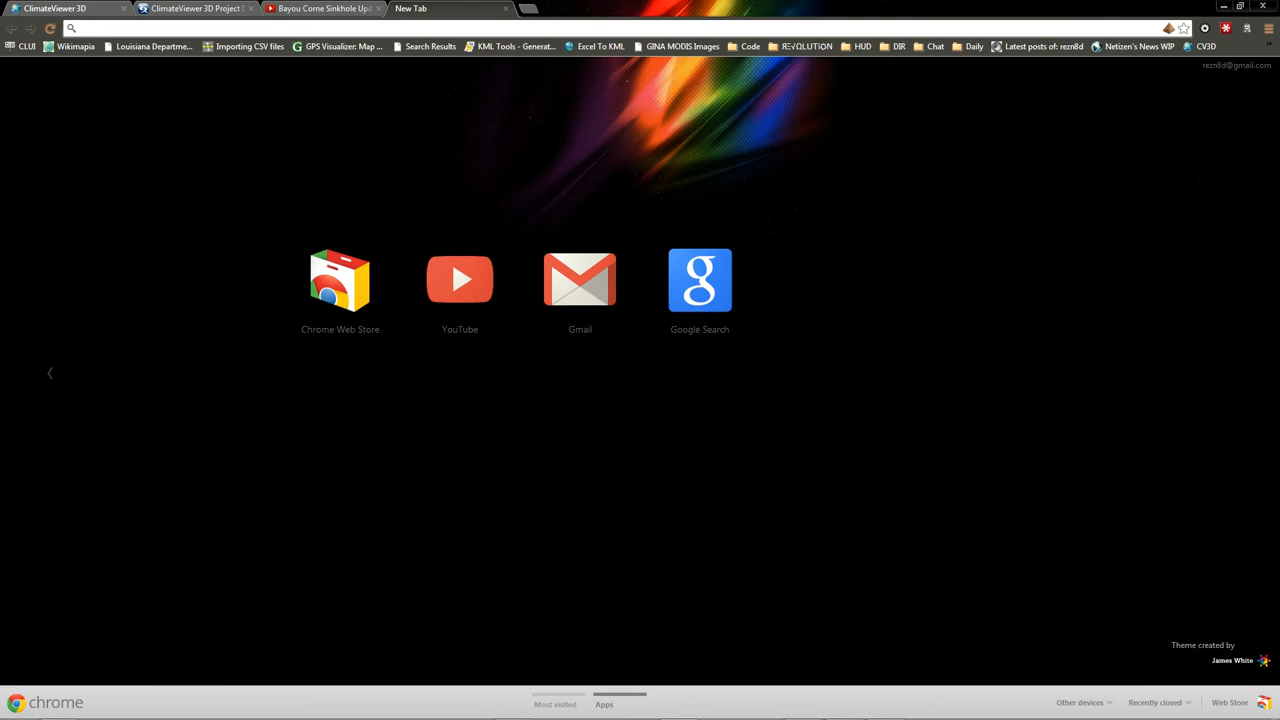 ClimateViewer 3D
ClimateViewer 3D Project D
Bayou Corne Sinkhole Upd
New Tab
CLUI
Wikimapia
Louisiana Departme...
Importing CSV files
GPS Visualizer: Map ...
Search Results
KML Tools - Generat...
Excel To KML
GINA MODIS Images
Code
ЯΞVΩLUTION
HUD
DIR
Chat
Daily
Latest posts of: rezn8d
Netizen's News WIP
CV3D
»
rezn8d@gmail.com
Chrome Web Store
YouTube
Gmail
Google Search
Theme created by
James White
chrome
Most visited
Apps
Other devices
Recently closed
Web Store